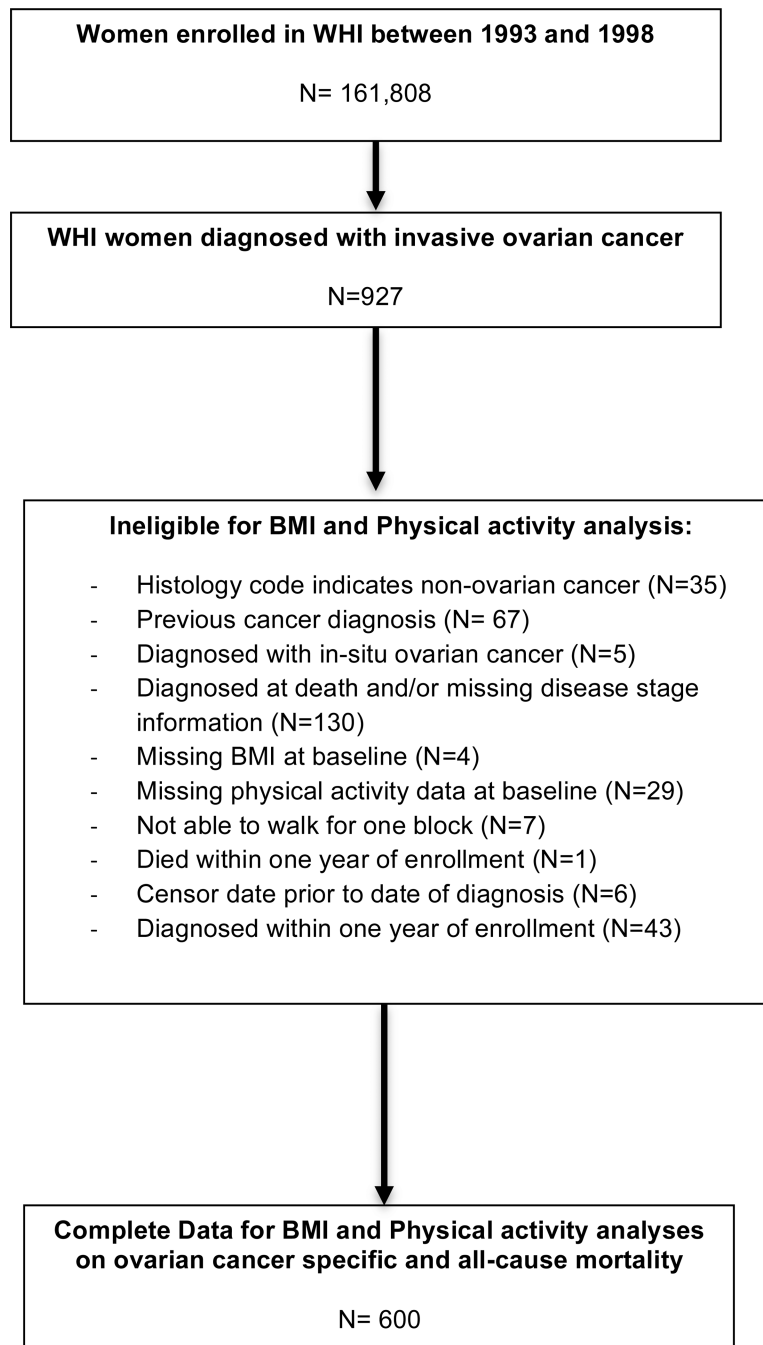 Women enrolled in WHI between 1993 and 1998
N= 161,808
WHI women diagnosed with invasive ovarian cancer
N=927
Ineligible for BMI and Physical activity analysis:
- Histology code indicates non-ovarian cancer (N=35)
- Previous cancer diagnosis (N= 67)
- Diagnosed with in-situ ovarian cancer (N=5)
- Diagnosed at death and/or missing disease stage
information (N=130)
- Missing BMI at baseline (N=4)
- Missing physical activity data at baseline (N=29)
- Not able to walk for one block (N=7)
- Died within one year of enrollment (N=1)
- Censor date prior to date of diagnosis (N=6)
- Diagnosed within one year of enrollment (N=43)
Complete Data for BMI and Physical activity analyses
on ovarian cancer specific and all-cause mortality
N= 600